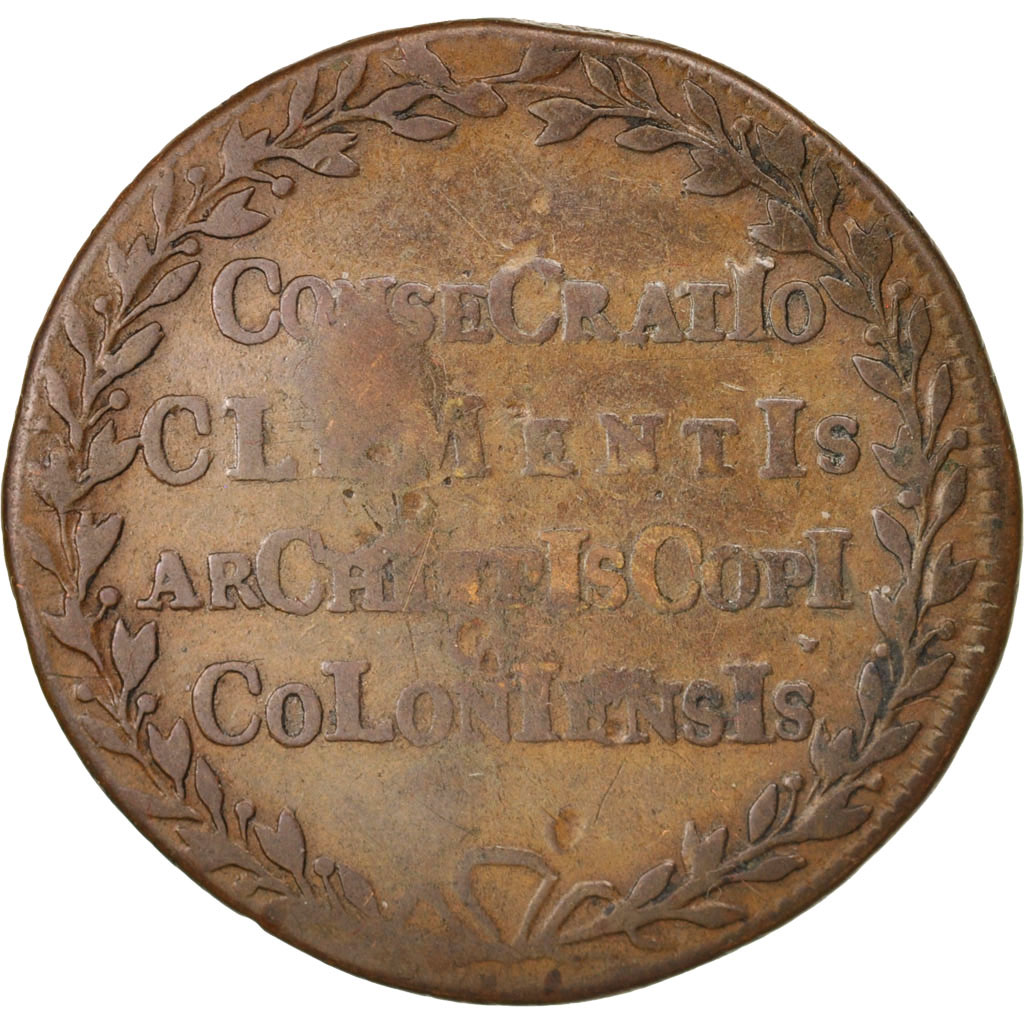 ConseCratIo
CLeMentIs
arChIepIsCopI
CoLonIensIs